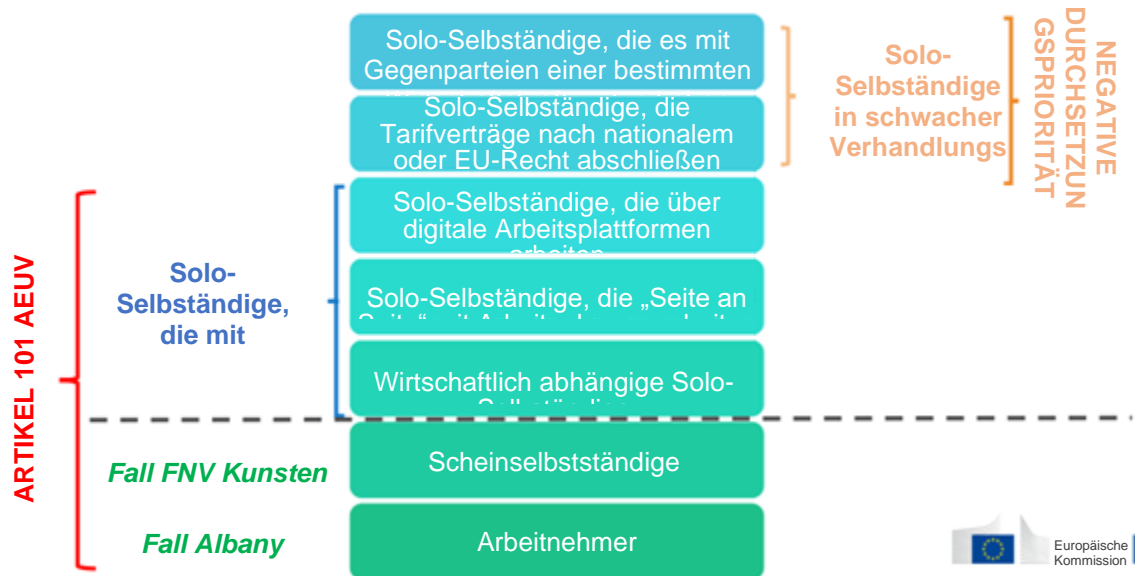 Solo-Selbständige, die es mit
Gegenparteien einer bestimmten
Solo-Selbständige, die
Tarifverträge nach nationalem
oder EU-Recht abschließen
Solo-
Selbständige
in schwacher
Verhandlungs
NEGATIVE
DURCHSETZUN
GSPRIORITÄT
Solo-Selbständige, die über
digitale Arbeitsplattformen
arbeiten
Solo-Selbständige, die „Seite an
Wirtschaftlich abhängige Solo-
Solo-
Selbständige,
die mit
ARTIKEL 101 AEUV
Fall FNV Kunsten
Scheinselbstständige
Fall Albany
Arbeitnehmer
Europäische
Kommission